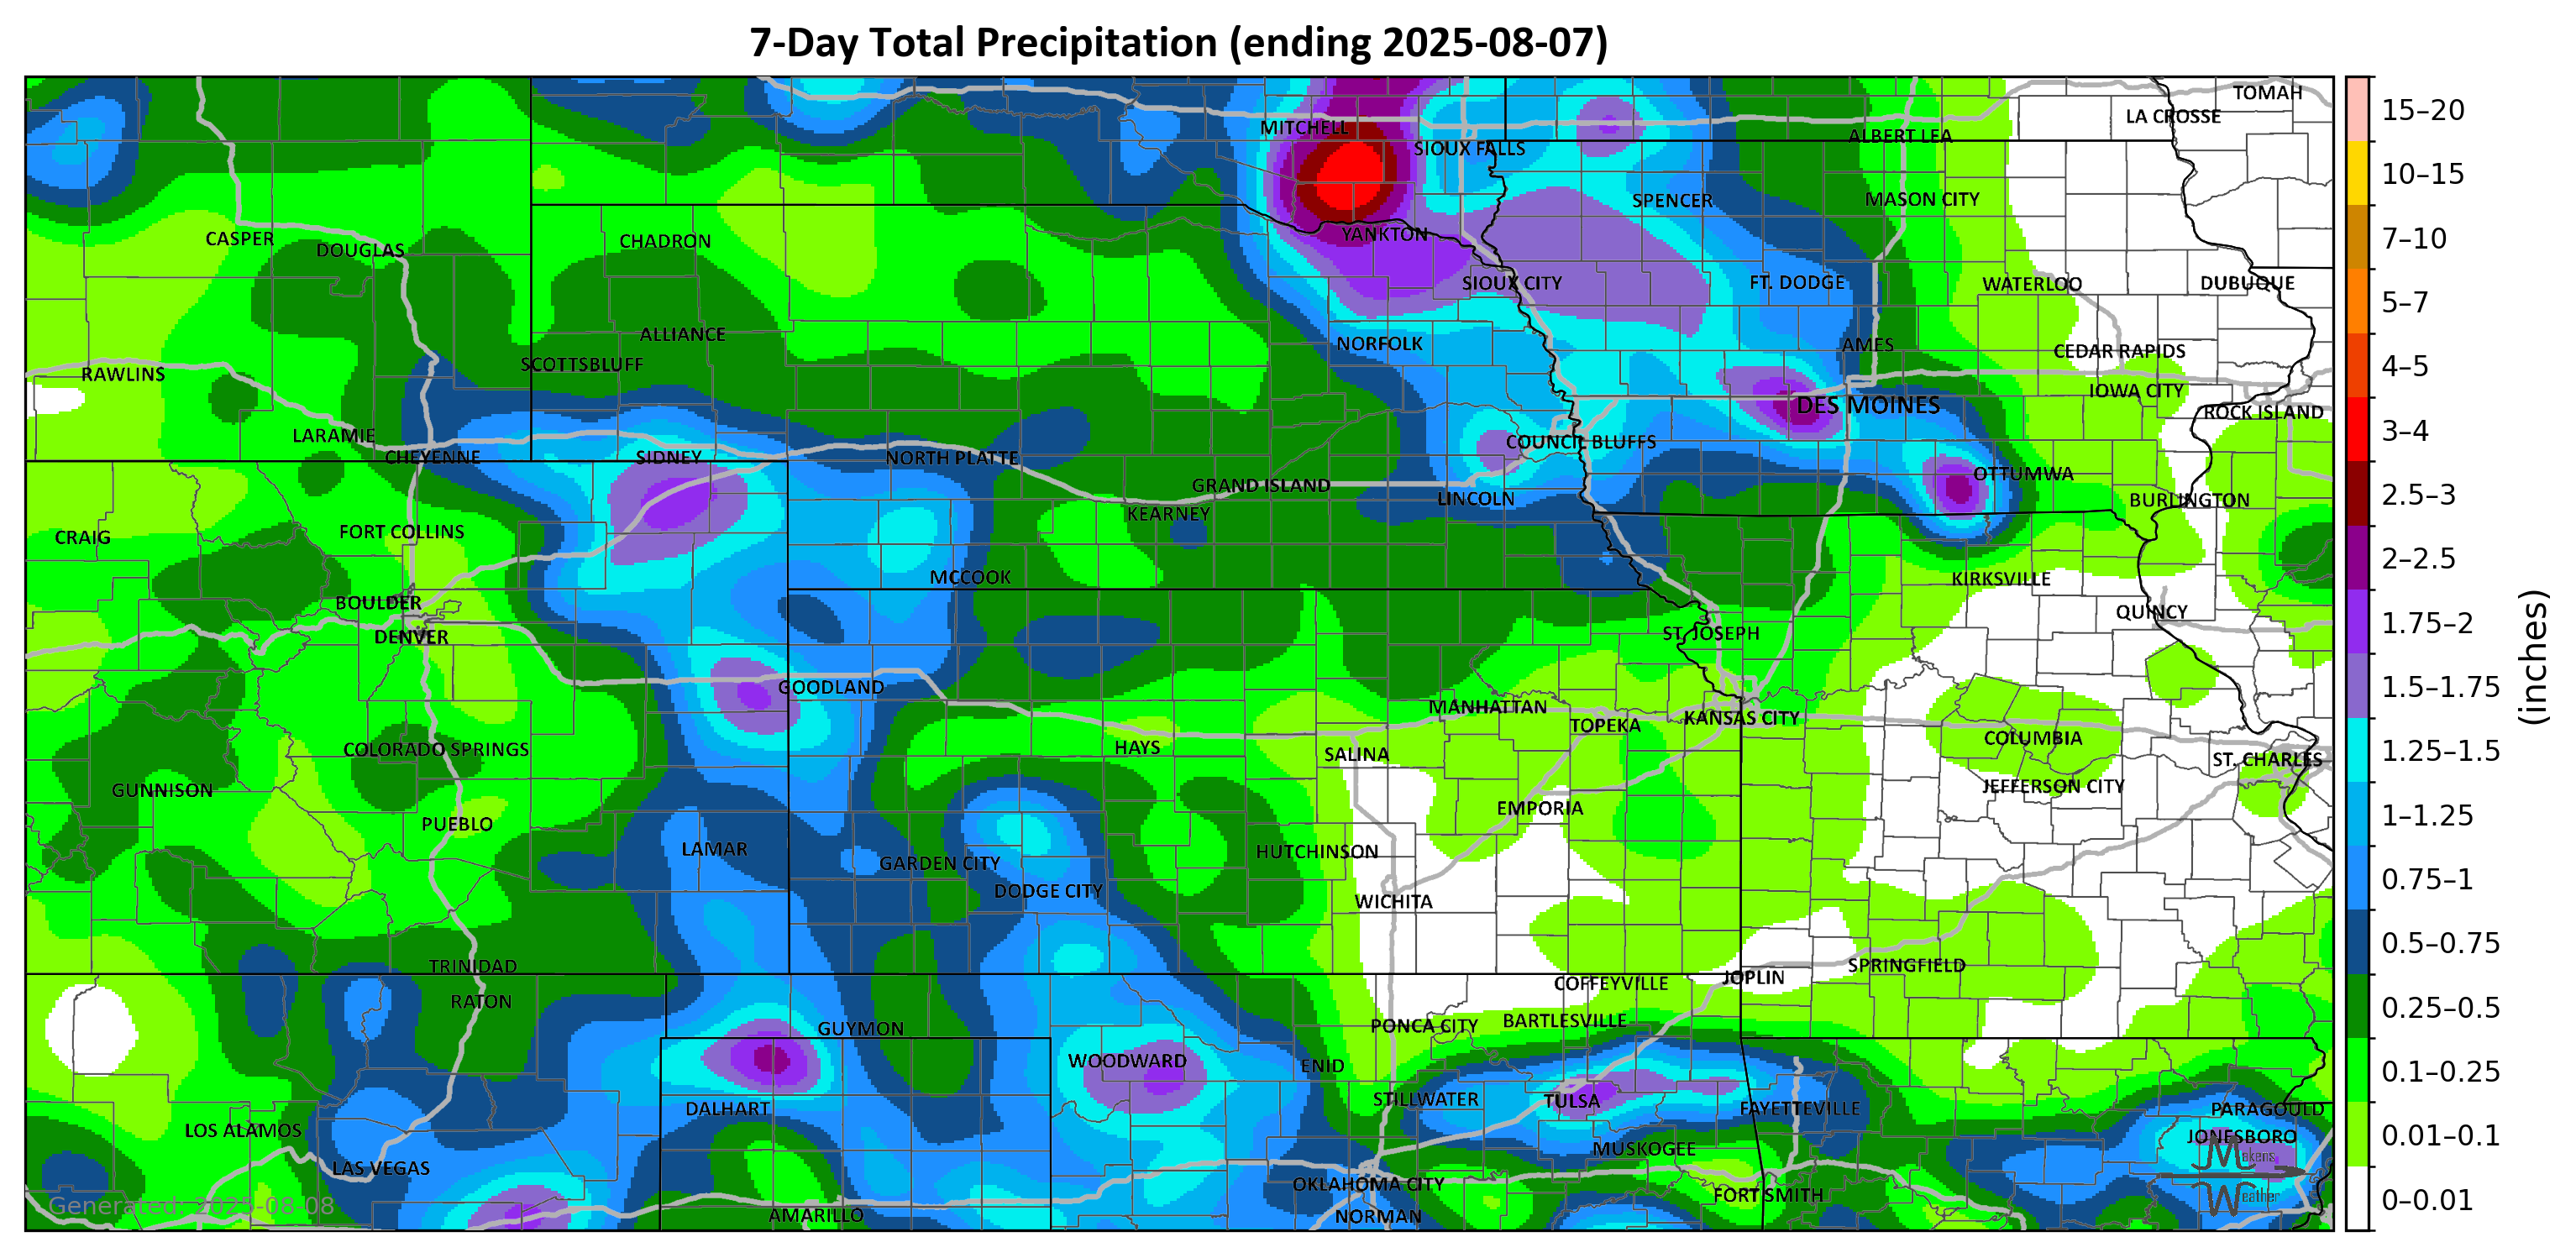 7-Day Total Precipitation (ending 2025-08-07)
TOMAH
LA CROSSE
MITCHELL
ALBERT LEA
SIOUX FALLS
SPENCER
MASON CITY
CASPER
DOUGLAS
CHADRON
YANKTON
SIOUX CITY
FT. DODGE
WATERLOO
DUBUQUE
ALLIANCE
NORFOLK
AMES
CEDAR RAPIDS
SCOTTSBLUFF
RAWLINS
IOWA CITY
DES MOINES
ROCK ISLAND
LARAMIE
COUNCIL BLUFFS
CHEYENNE
SIDNEY
NORTH PLATTE
OTTUMWA
GRAND ISLAND
LINCOLN
BURLINGTON
KEARNEY
FORT COLLINS
CRAIG
MCCOOK
KIRKSVILLE
BOULDER
QUINCY
DENVER
ST. JOSEPH
GOODLAND
MANHATTAN
KANSAS CITY
TOPEKA
COLUMBIA
COLORADO SPRINGS
HAYS
SALINA
ST. CHARLES
GUNNISON
JEFFERSON CITY
EMPORIA
PUEBLO
LAMAR
HUTCHINSON
GARDEN CITY
DODGE CITY
WICHITA
TRINIDAD
SPRINGFIELD
JOPLIN
COFFEYVILLE
RATON
BARTLESVILLE
PONCA CITY
GUYMON
WOODWARD
ENID
STILLWATER
TULSA
DALHART
FAYETTEVILLE
PARAGOULD
LOS ALAMOS
JONESBORO
MUSKOGEE
LAS VEGAS
OKLAHOMA CITY
FORT SMITH
AMARILLO
NORMAN
Generated: 2025-08-08
Makens
Weather
15–20
10–15
7–10
5–7
4–5
3–4
2.5–3
2–2.5
1.75–2
1.5–1.75
1.25–1.5
1–1.25
0.75–1
0.5–0.75
0.25–0.5
0.1–0.25
0.01–0.1
0–0.01
(inches)